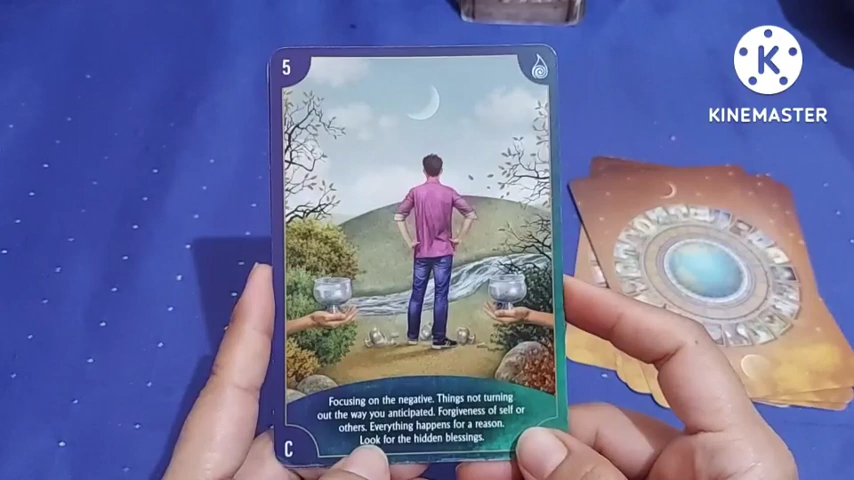 5
KINEMASTER
Focusing on the negative. Things not turning
out the way you anticipated. Forgiveness of self or
others. Everything happens for a reason.
Look for the hidden blessings.
C